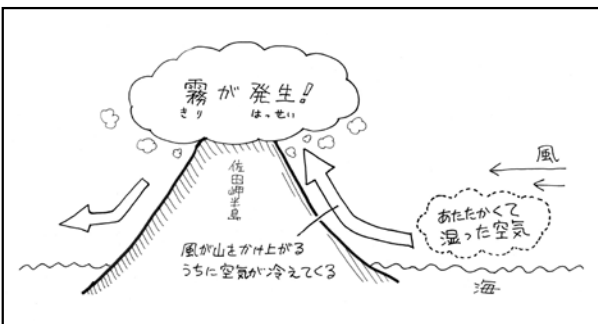 霧が発生!
きり はっせい
佐田岬半島
風
あたたかくて
湿った空気
風が山をかけ上がる
うちに空気が冷えてくる
海